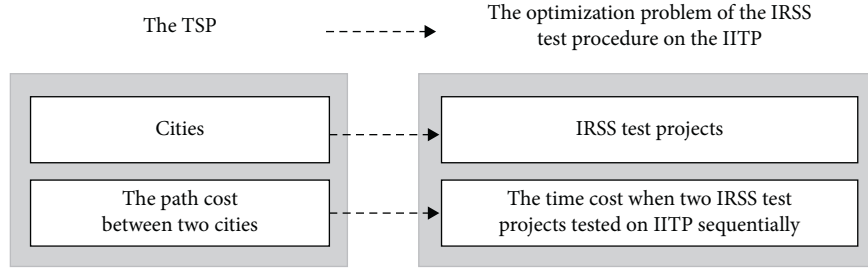 The TSP
The optimization problem of the IRSS
test procedure on the IITP
Cities
IRSS test projects
The path cost
between two cities
The time cost when two IRSS test
projects tested on IITP sequentially